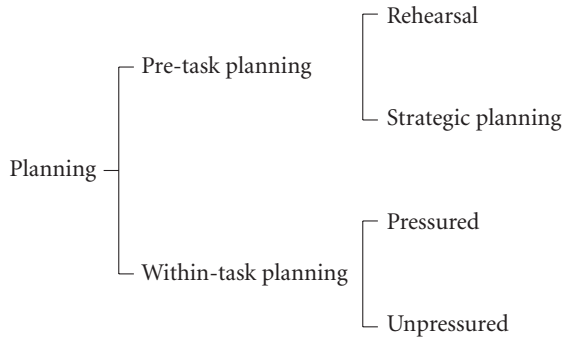 Rehearsal
Pre-task planning
Strategic planning
Planning
Pressured
Within-task planning
Unpressured